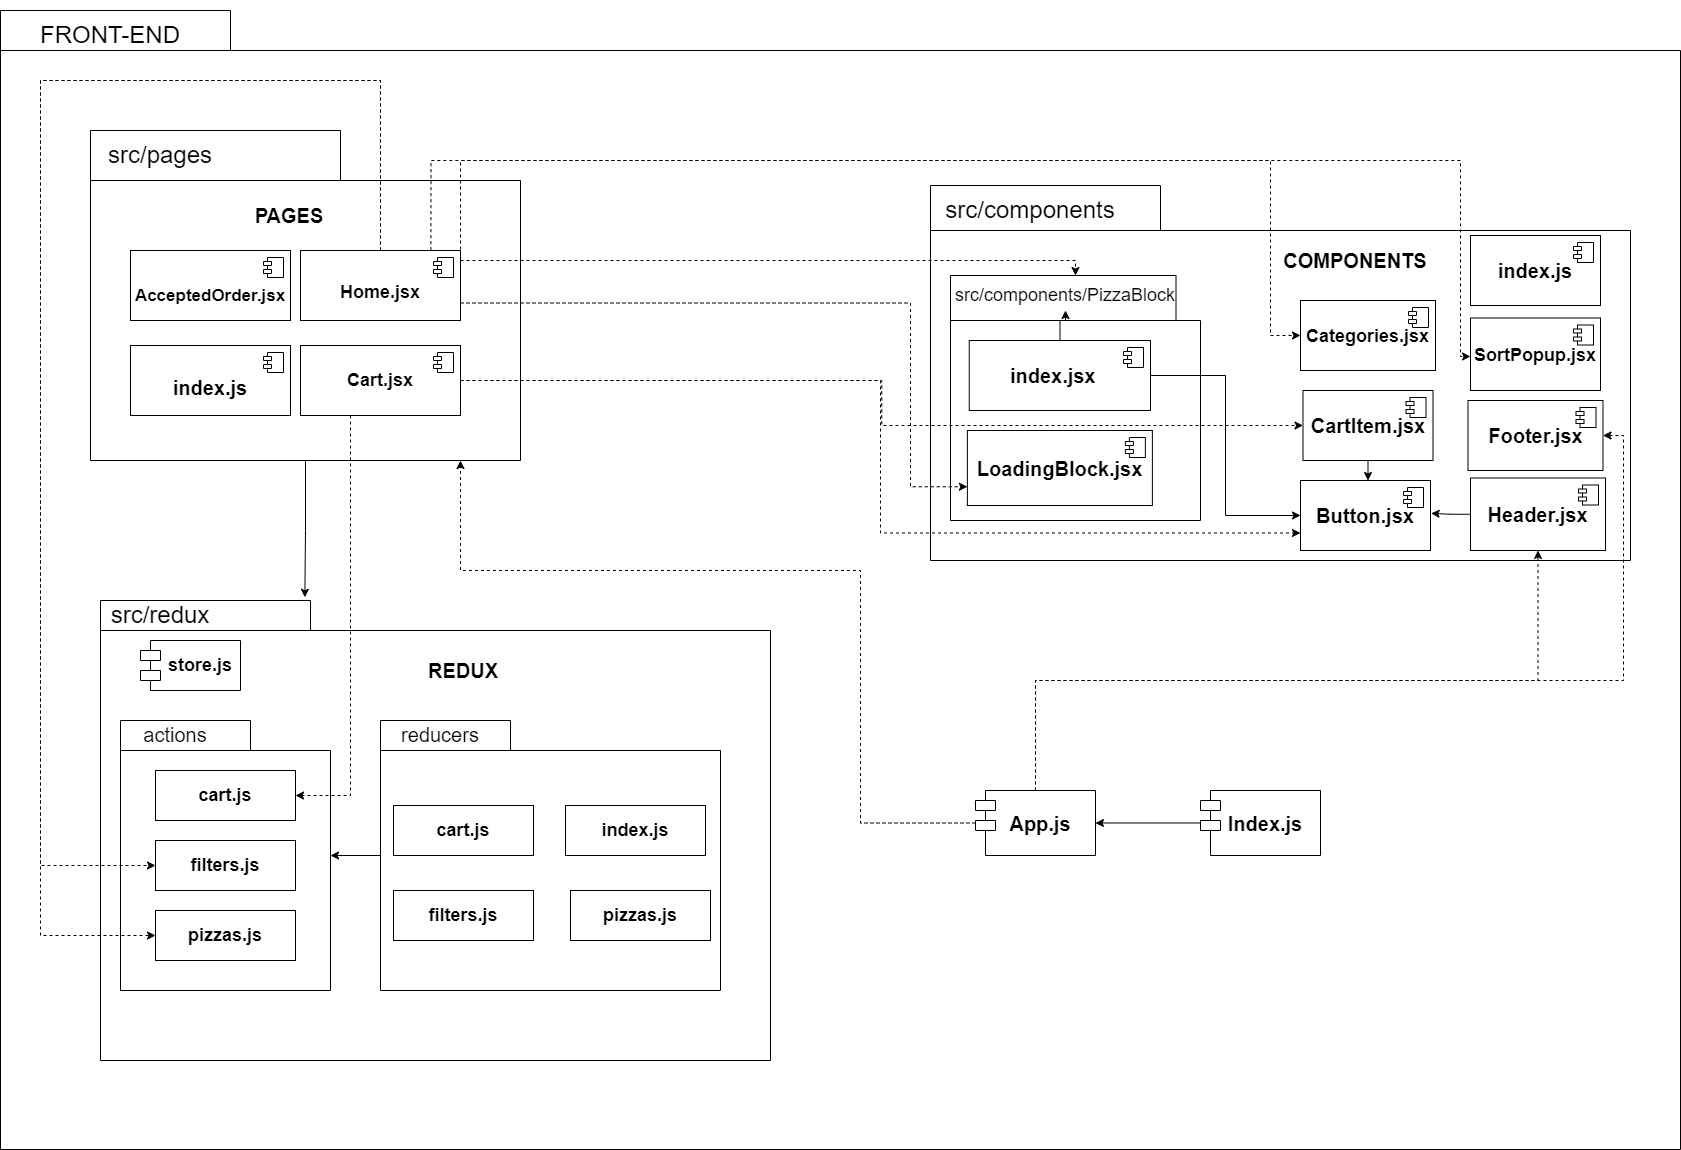 FRONT-END
src/pages
PAGES
AcceptedOrder.jsx
Home.jsx
index.js
Cart.jsx
src/components
COMPONENTS
index.js
src/components/PizzaBlock
Categories.jsx
SortPopup.jsx
index.jsx
CartItem.jsx
Footer.jsx
LoadingBlock.jsx
Button.jsx
Header.jsx
src/redux
store.js
REDUX
actions
cart.js
filters.js
pizzas.js
reducers
cart.js
index.js
filters.js
pizzas.js
App.js
Index.js